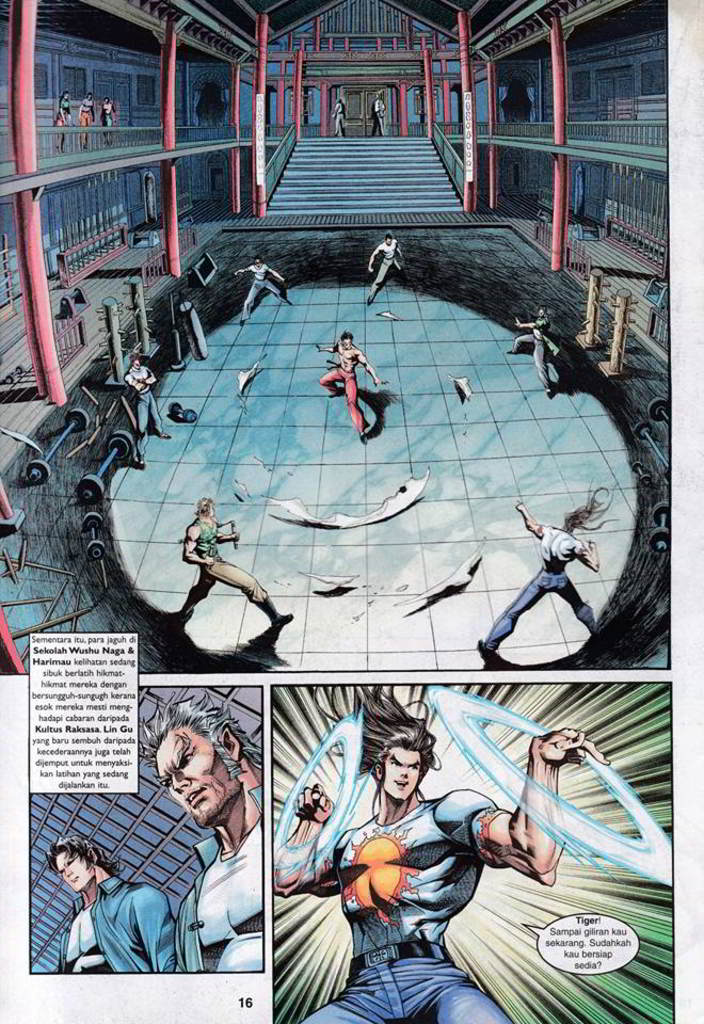 Sementara itu, para jaguh di
Sekolah Wushu Naga &
Harimau kelihatan sedang
sibuk berlatih hikmat-
hikmat mereka dengan
bersungguh-sungugh kerana
esok mereka mesti meng-
hadapi cabaran daripada
Kultus Raksasa. Lin Gu
yang baru sembuh daripada
kecederaannya juga telah
dijemput untuk menyaksi-
kan latihan yang sedang
dijalankan itu.
Tiger!
Sampai giliran kau
sekarang. Sudahkah
kau bersiap
sedia?
16